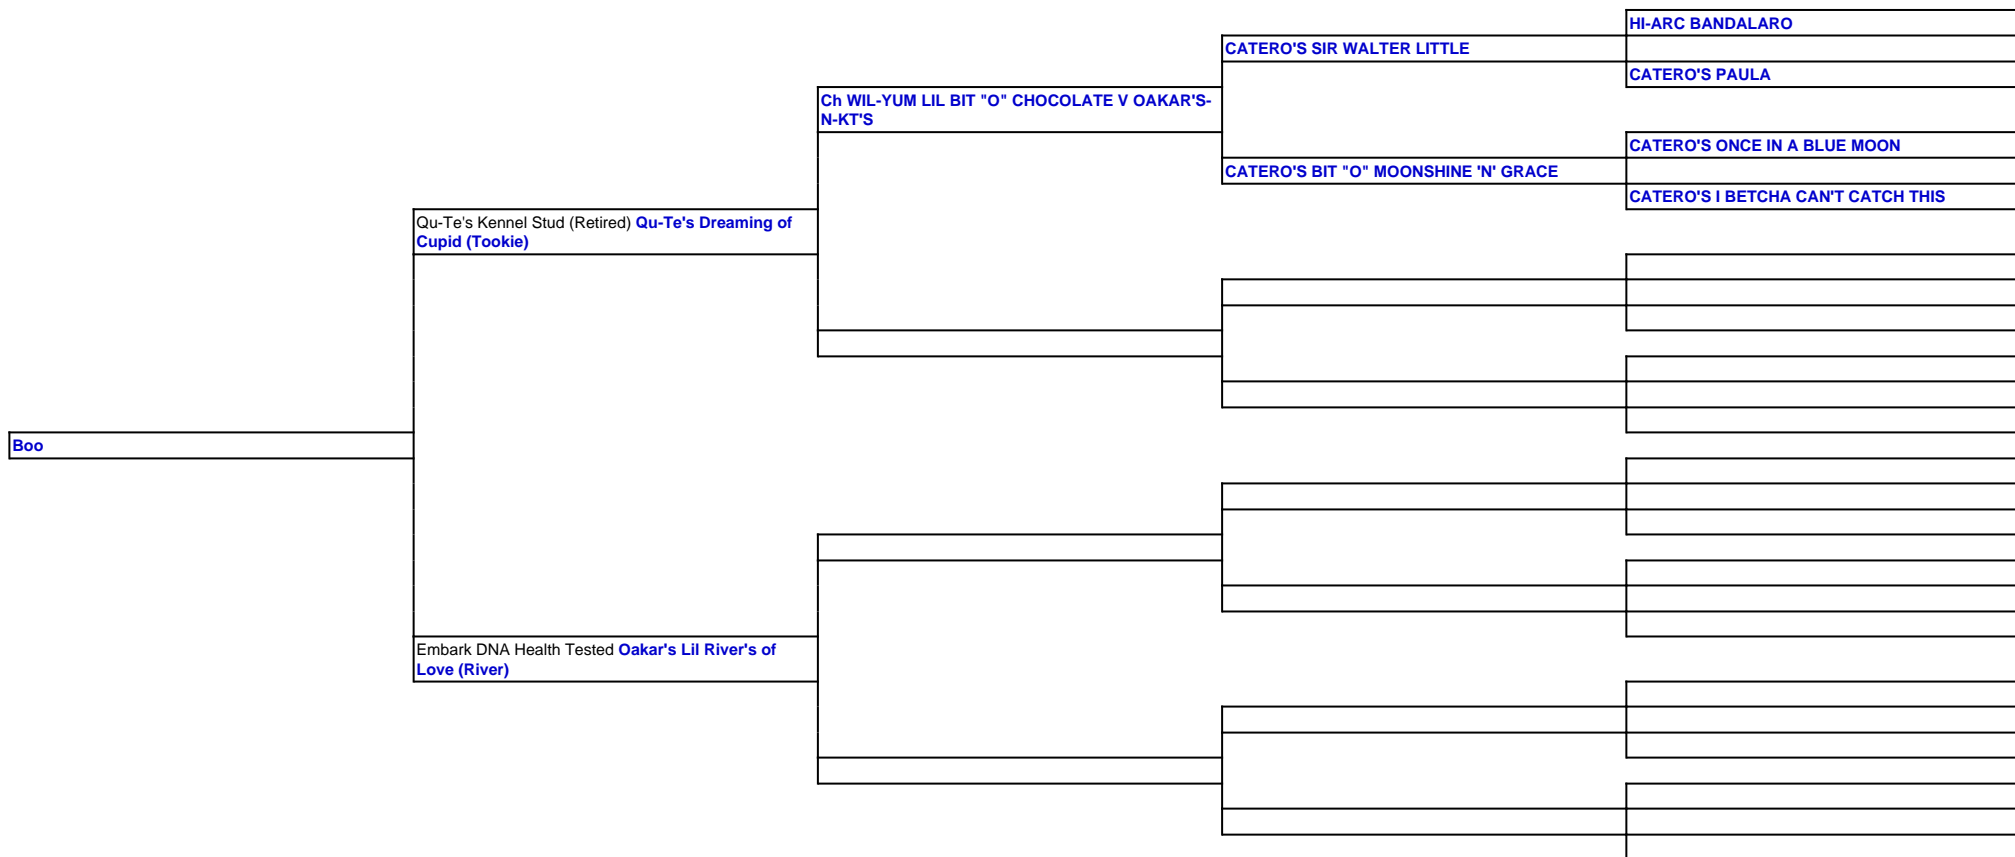 HI-ARC BANDALARO
CATERO'S SIR WALTER LITTLE
CATERO'S PAULA
Ch WIL-YUM LIL BIT "O" CHOCOLATE V OAKAR'S-
N-KT'S
CATERO'S ONCE IN A BLUE MOON
CATERO'S BIT "O" MOONSHINE 'N' GRACE
CATERO'S I BETCHA CAN'T CATCH THIS
Qu-Te's Kennel Stud (Retired) Qu-Te's Dreaming of
Cupid (Tookie)
Boo
Embark DNA Health Tested Oakar's Lil River's of
Love (River)